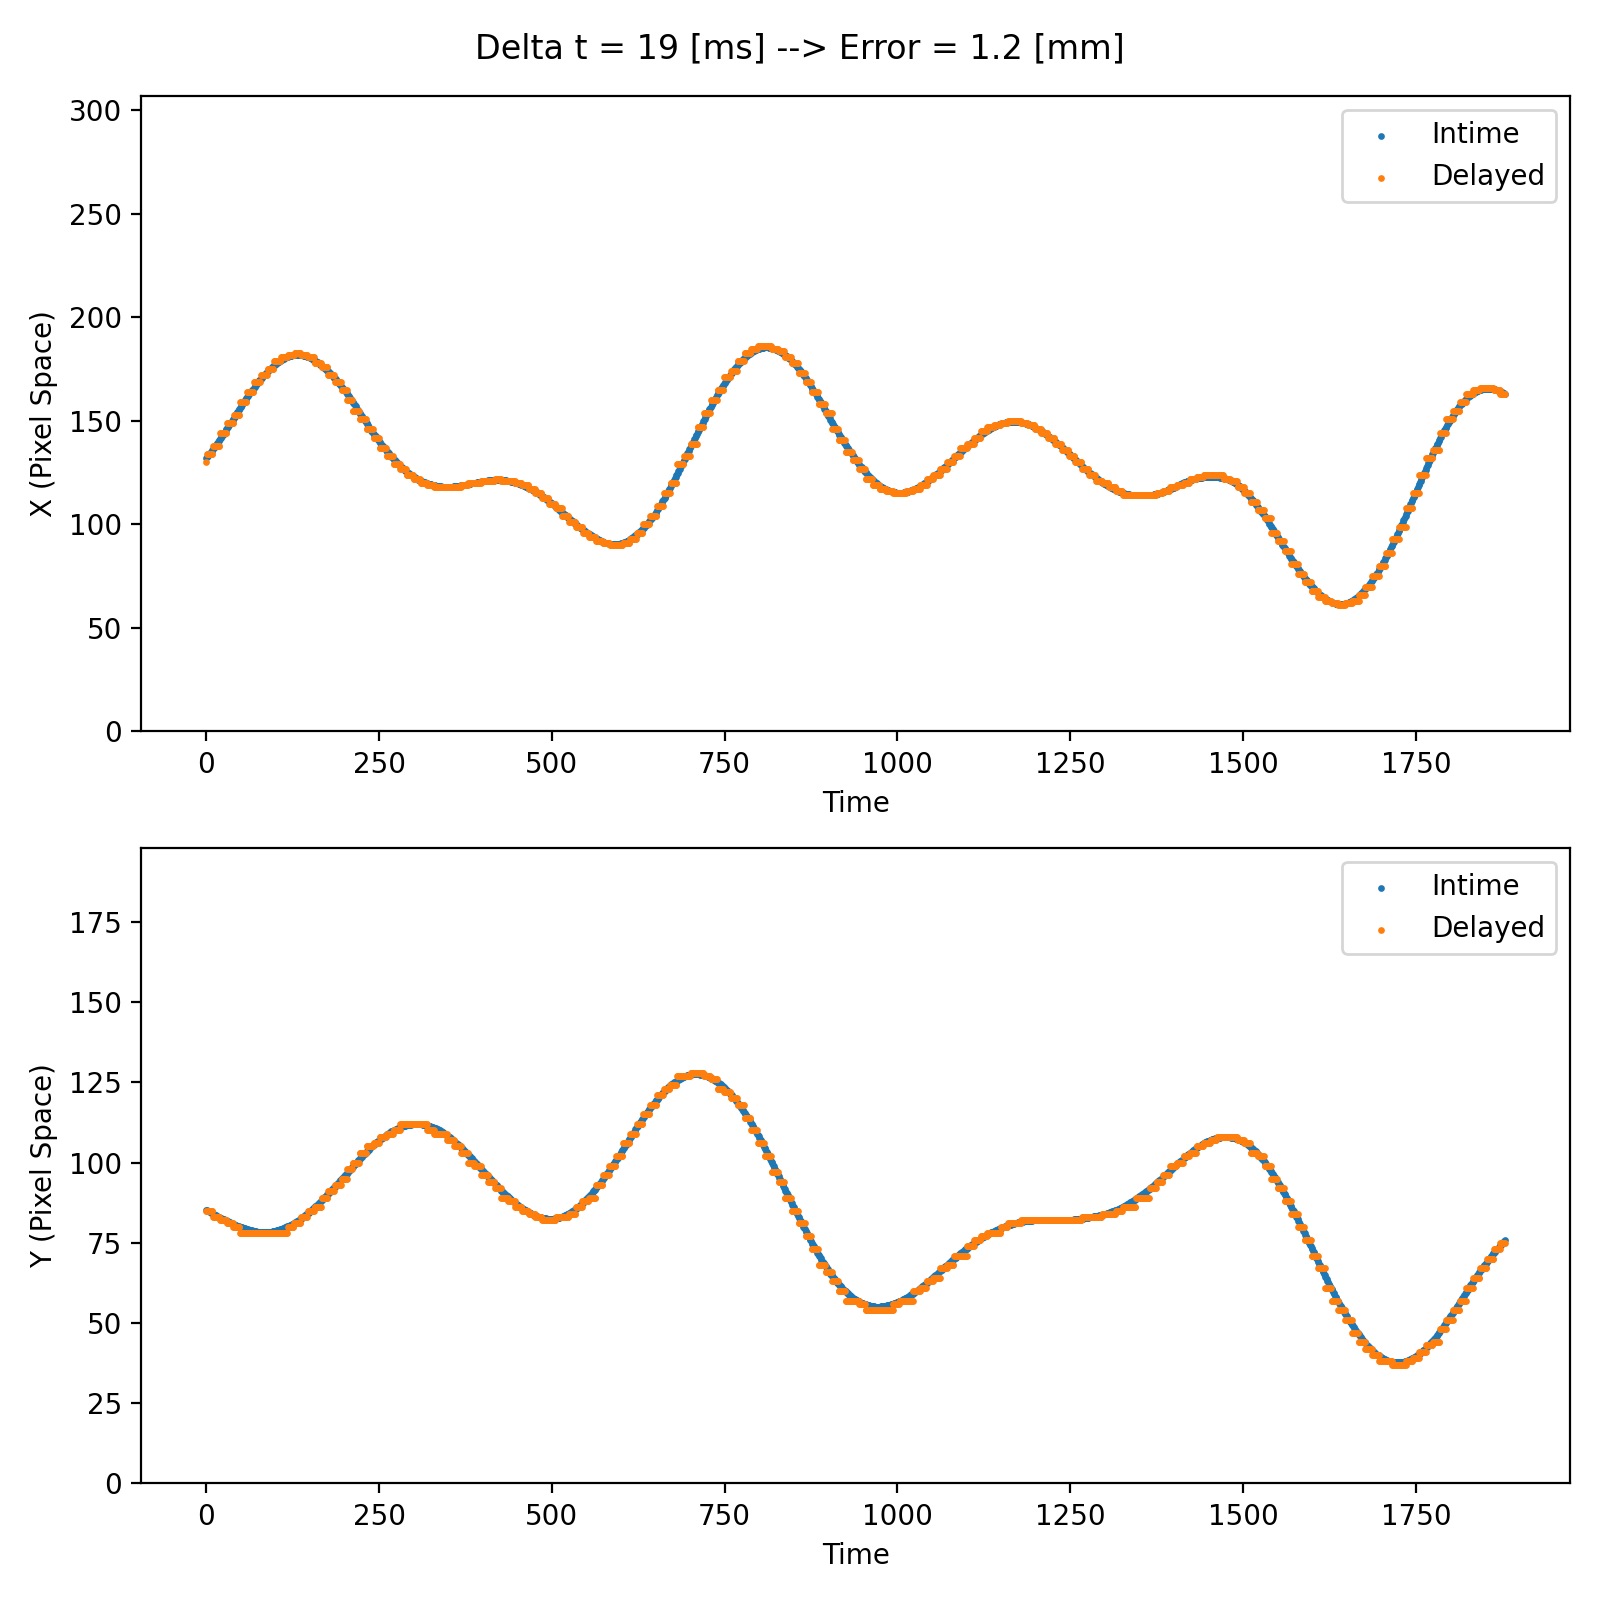 Delta t = 19 [ms] --> Error = 1.2 [mm]
300
250
200
150
100
50
0
X (Pixel Space)
Intime
Delayed
0 250 500 750 1000 1250 1500 1750
Time
175
150
125
100
75
50
25
0
Y (Pixel Space)
Intime
Delayed
0 250 500 750 1000 1250 1500 1750
Time